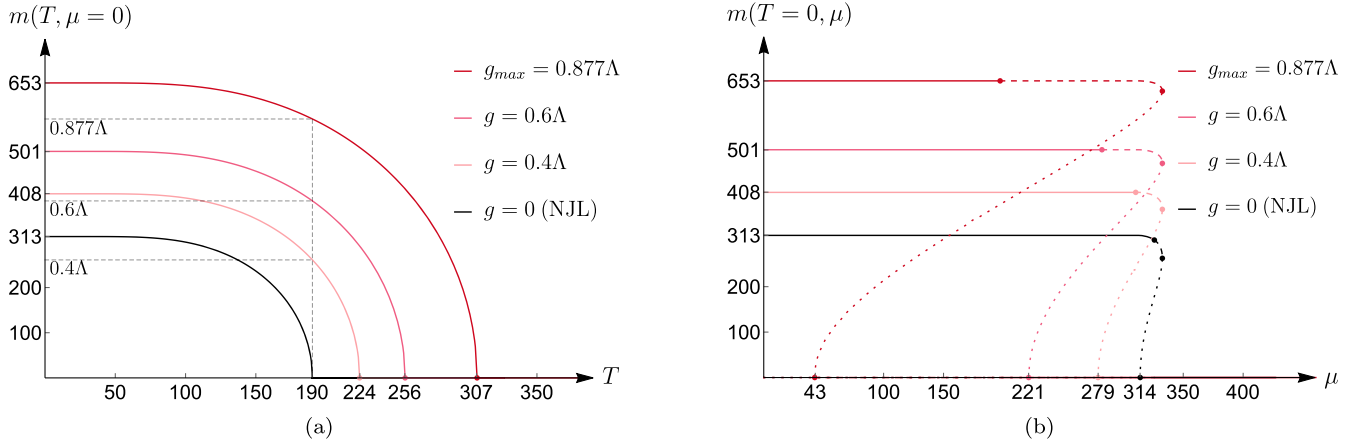 m(T, μ = 0)
653
501
408
313
200
100
0.877Λ
0.6Λ
0.4Λ
g_max = 0.877Λ
g = 0.6Λ
g = 0.4Λ
g = 0 (NJL)
50 100 150 190 224 256 307 350 T
(a)
m(T = 0, μ)
653
501
408
313
200
100
g_max = 0.877Λ
g = 0.6Λ
g = 0.4Λ
g = 0 (NJL)
43 100 150 221 279 314 350 400 μ
(b)